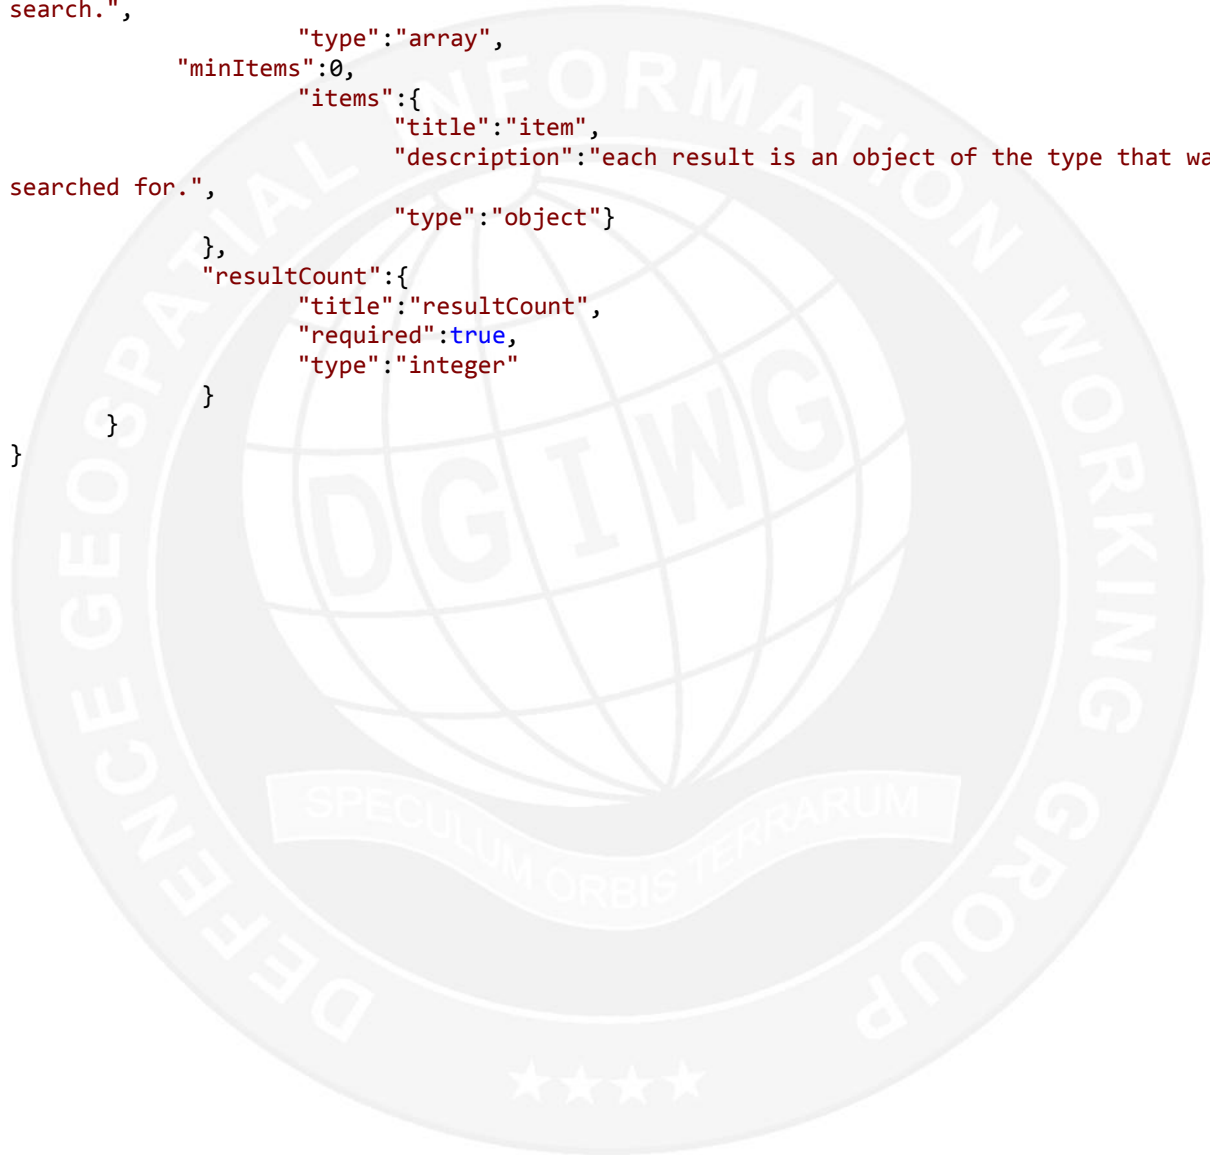 search.",
"type":"array",
"minItems":0,
"items":{
"title":"item",
"description":"each result is an object of the type that wa
searched for.",
"type":"object"}
},
"resultCount":{
"title":"resultCount",
"required":true,
"type":"integer"
}
}
}
DEFENCE GEOSPATIAL INFORMATION WORKING GROUP
DGIWG
SPECULUM ORBIS TERRARUM